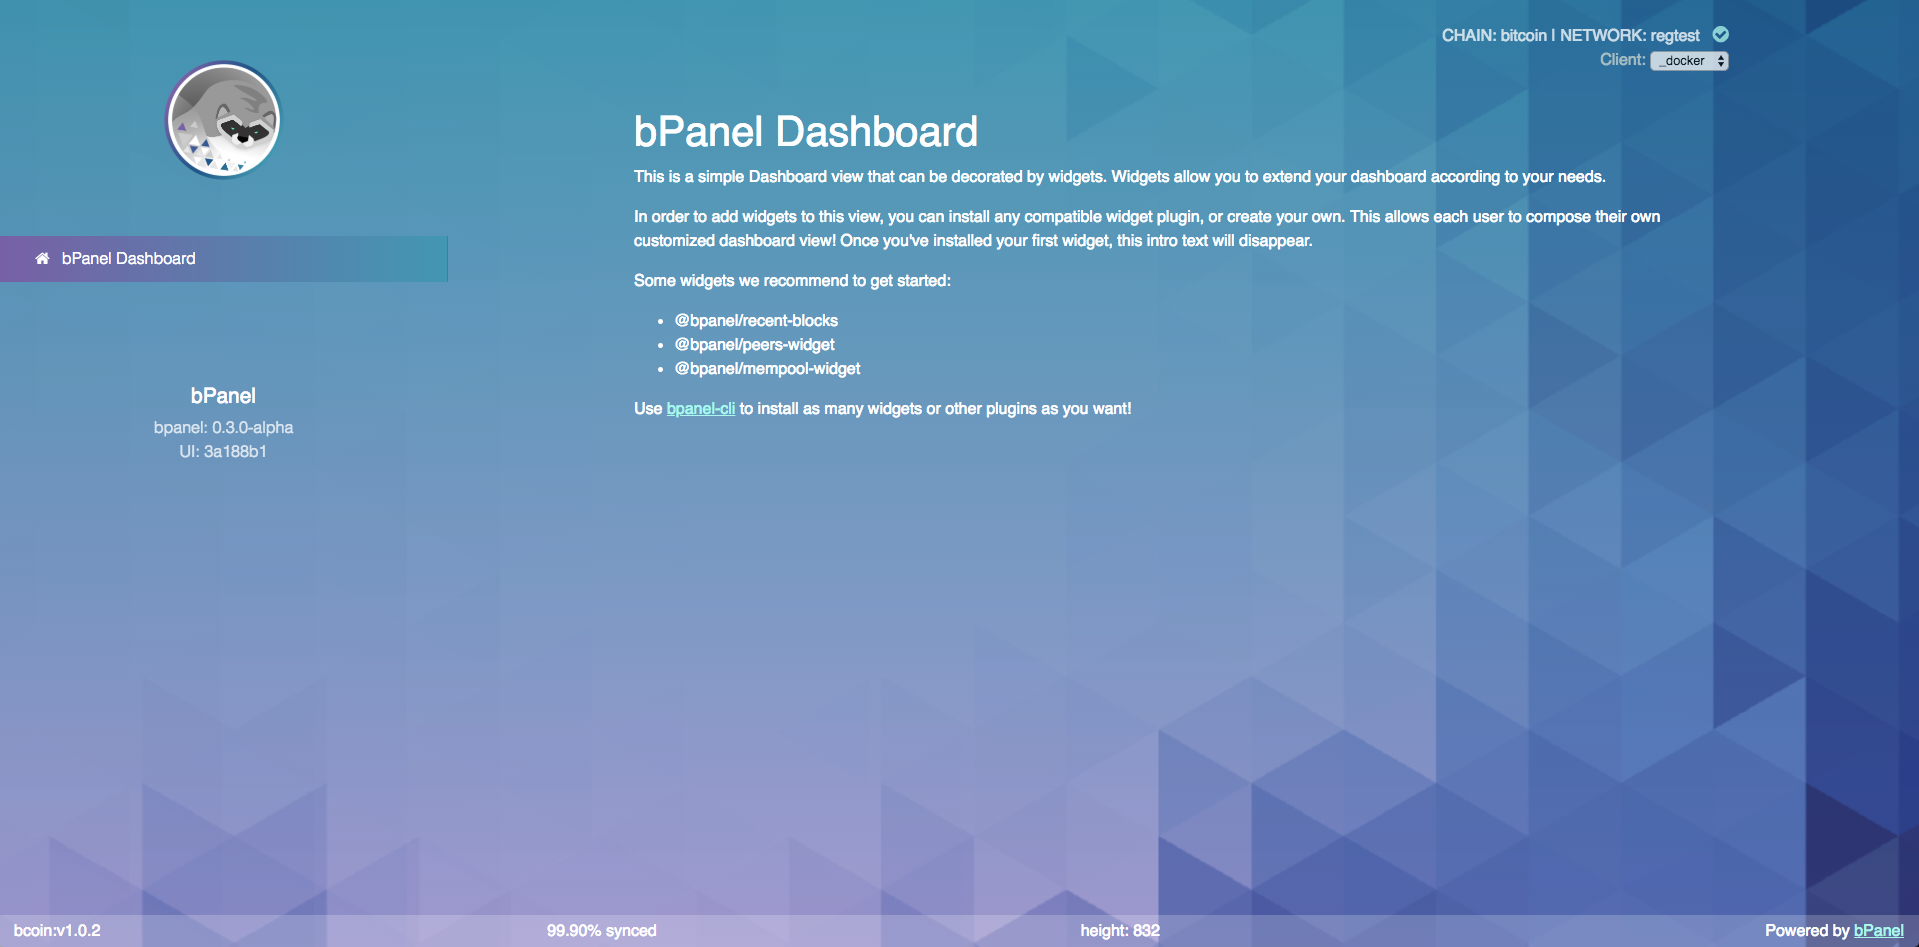 CHAIN: bitcoin | NETWORK: regtest
Client: _docker
bPanel Dashboard
bPanel Dashboard
This is a simple Dashboard view that can be decorated by widgets. Widgets allow you to extend your dashboard according to your needs.
In order to add widgets to this view, you can install any compatible widget plugin, or create your own. This allows each user to compose their own
customized dashboard view! Once you've installed your first widget, this intro text will disappear.
Some widgets we recommend to get started:
• @bpanel/recent-blocks
• @bpanel/peers-widget
• @bpanel/mempool-widget
Use bpanel-cli to install as many widgets or other plugins as you want!
bPanel
bpanel: 0.3.0-alpha
UI: 3a188b1
bcoin:v1.0.2 99.90% synced height: 832 Powered by bPanel